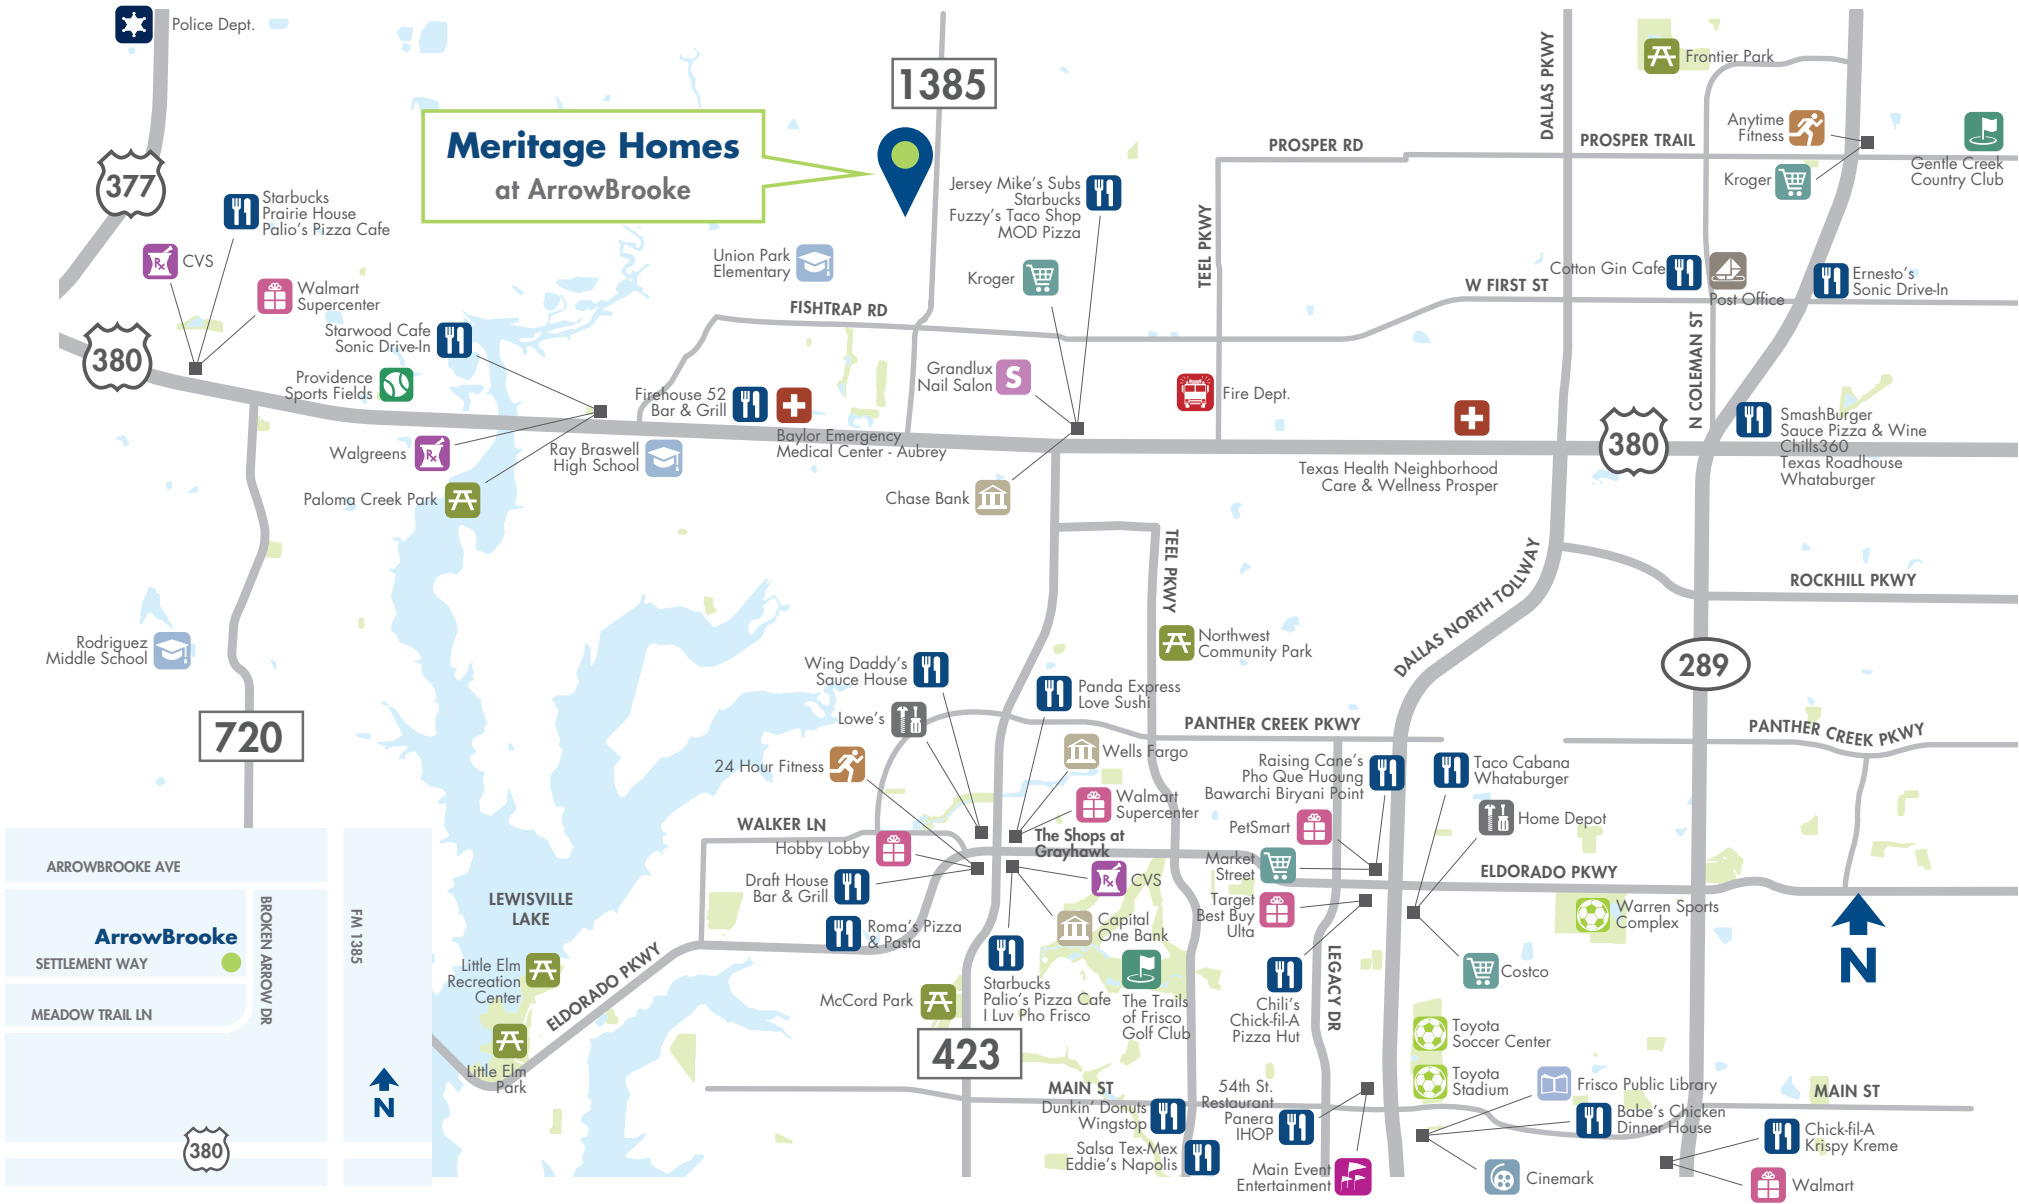 Police Dept.
1385
Meritage Homes
at ArrowBrooke
377
Starbucks
Prairie House
Palio's Pizza Cafe
CVS
Walmart
Supercenter
380
Starwood Cafe
Sonic Drive-In
Providence
Sports Fields
Walgreens
Paloma Creek Park
Union Park
Elementary
FISHTRAP RD
Firehouse 52
Bar & Grill
Baylor Emergency
Medical Center - Aubrey
Ray Braswell
High School
Jersey Mike's Subs
Starbucks
Fuzzy's Taco Shop
MOD Pizza
Kroger
Grandlux
Nail Salon
S
Chase Bank
TEEL PKWY
PROSPER RD
DALLAS PKWY
PROSPER TRAIL
Frontier Park
Anytime
Fitness
Kroger
Gentle Creek
Country Club
W FIRST ST
Cotton Gin Cafe
Post Office
Ernesto's
Sonic Drive-In
N COLEMAN ST
Fire Dept.
Texas Health Neighborhood
Care & Wellness Prosper
380
SmashBurger
Sauce Pizza & Wine
Chills360
Texas Roadhouse
Whataburger
TEEL PKWY
DALLAS NORTH TOLLWAY
ROCKHILL PKWY
289
Rodriguez
Middle School
720
Northwest
Community Park
Wing Daddy's
Sauce House
Lowe's
24 Hour Fitness
Panda Express
Love Sushi
Wells Fargo
Walmart
Supercenter
The Shops at
Grayhawk
PANTHER CREEK PKWY
PANTHER CREEK PKWY
Raising Cane's
Pho Que Huoung
Bawarchi Biryani Point
Taco Cabana
Whataburger
PetSmart
Home Depot
Market
Street
ELDORADO PKWY
Target
Best Buy
Ulta
Warren Sports
Complex
Costco
WALKER LN
Hobby Lobby
Draft House
Bar & Grill
Roma's Pizza
& Pasta
CVS
Rx
Rx
Rx
Capital
One Bank
Starbucks
Palio's Pizza Cafe
I Luv Pho Frisco
The Trails
of Frisco
Golf Club
Chili's
Chick-fil-A
Pizza Hut
LEGACY DR
N
LEWISVILLE
LAKE
Little Elm
Recreation
Center
Little Elm
Park
ELDORADO PKWY
McCord Park
423
MAIN ST
Dunkin' Donuts
Wingstop
Salsa Tex-Mex
Eddie's Napolis
54th St.
Restaurant
Panera
IHOP
Main Event
Entertainment
Toyota
Soccer Center
Toyota
Stadium
Frisco Public Library
Babe's Chicken
Dinner House
Cinemark
MAIN ST
Chick-fil-A
Krispy Kreme
Walmart
ARROWBROOKE AVE
ArrowBrooke
SETTLEMENT WAY
MEADOW TRAIL LN
BROKEN ARROW DR
FM 1385
N
380